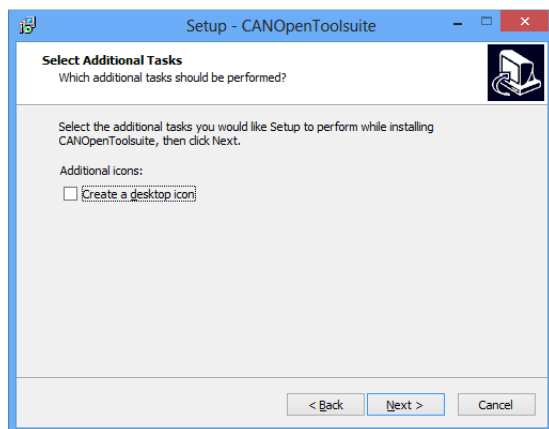 Setup - CANOpenToolsuite
Select Additional Tasks
Which additional tasks should be performed?
Select the additional tasks you would like Setup to perform while installing
CANOpenToolsuite, then click Next.
Additional icons:
Create a desktop icon
< Back
Next >
Cancel